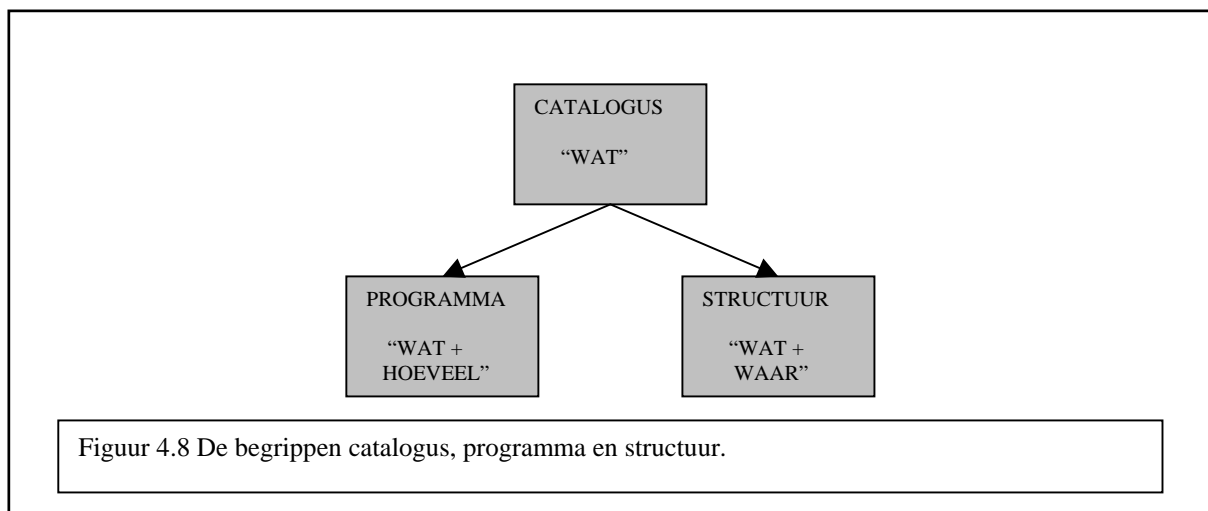 CATALOGUS
“WAT”
PROGRAMMA
“WAT +
HOEVEEL”
STRUCTUUR
“WAT +
WAAR”
Figuur 4.8 De begrippen catalogus, programma en structuur.